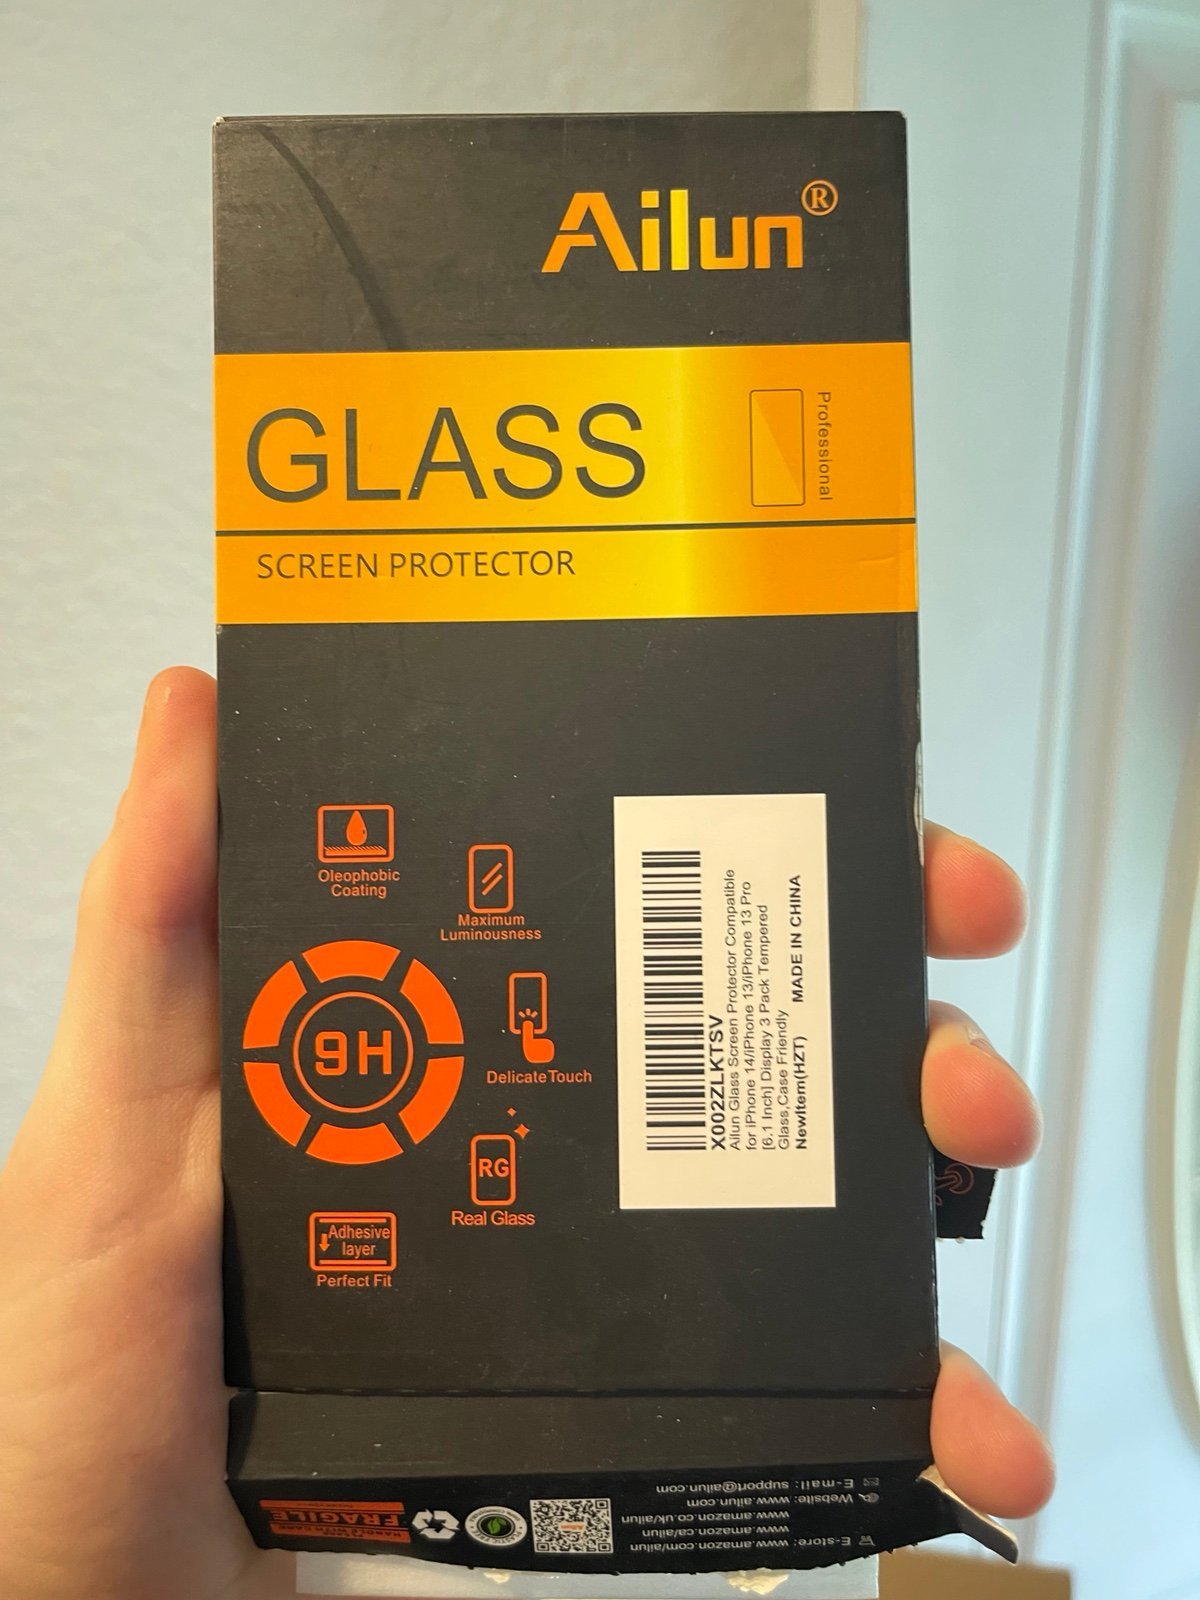 Ailun®
GLASS
Professional
SCREEN PROTECTOR
Oleophobic
Coating
Maximum
Luminousness
9H
Delicate Touch
RG
Real Glass
Adhesive
layer
Perfect Fit
X002ZLKTSV
Ailun Glass Screen Protector Compatible
for iPhone 14/iPhone 13/iPhone 13 Pro
[6.1 Inch] Display 3 Pack Tempered
Glass,Case Friendly
NewItem(HZT) MADE IN CHINA
E-store: www.amazon.com/ailun
www.amazon.ca/ailun
www.amazon.co.uk/ailun
Website: www.ailun.com
E-mail: support@ailun.com
HANDLE WITH CARE
FRAGILE